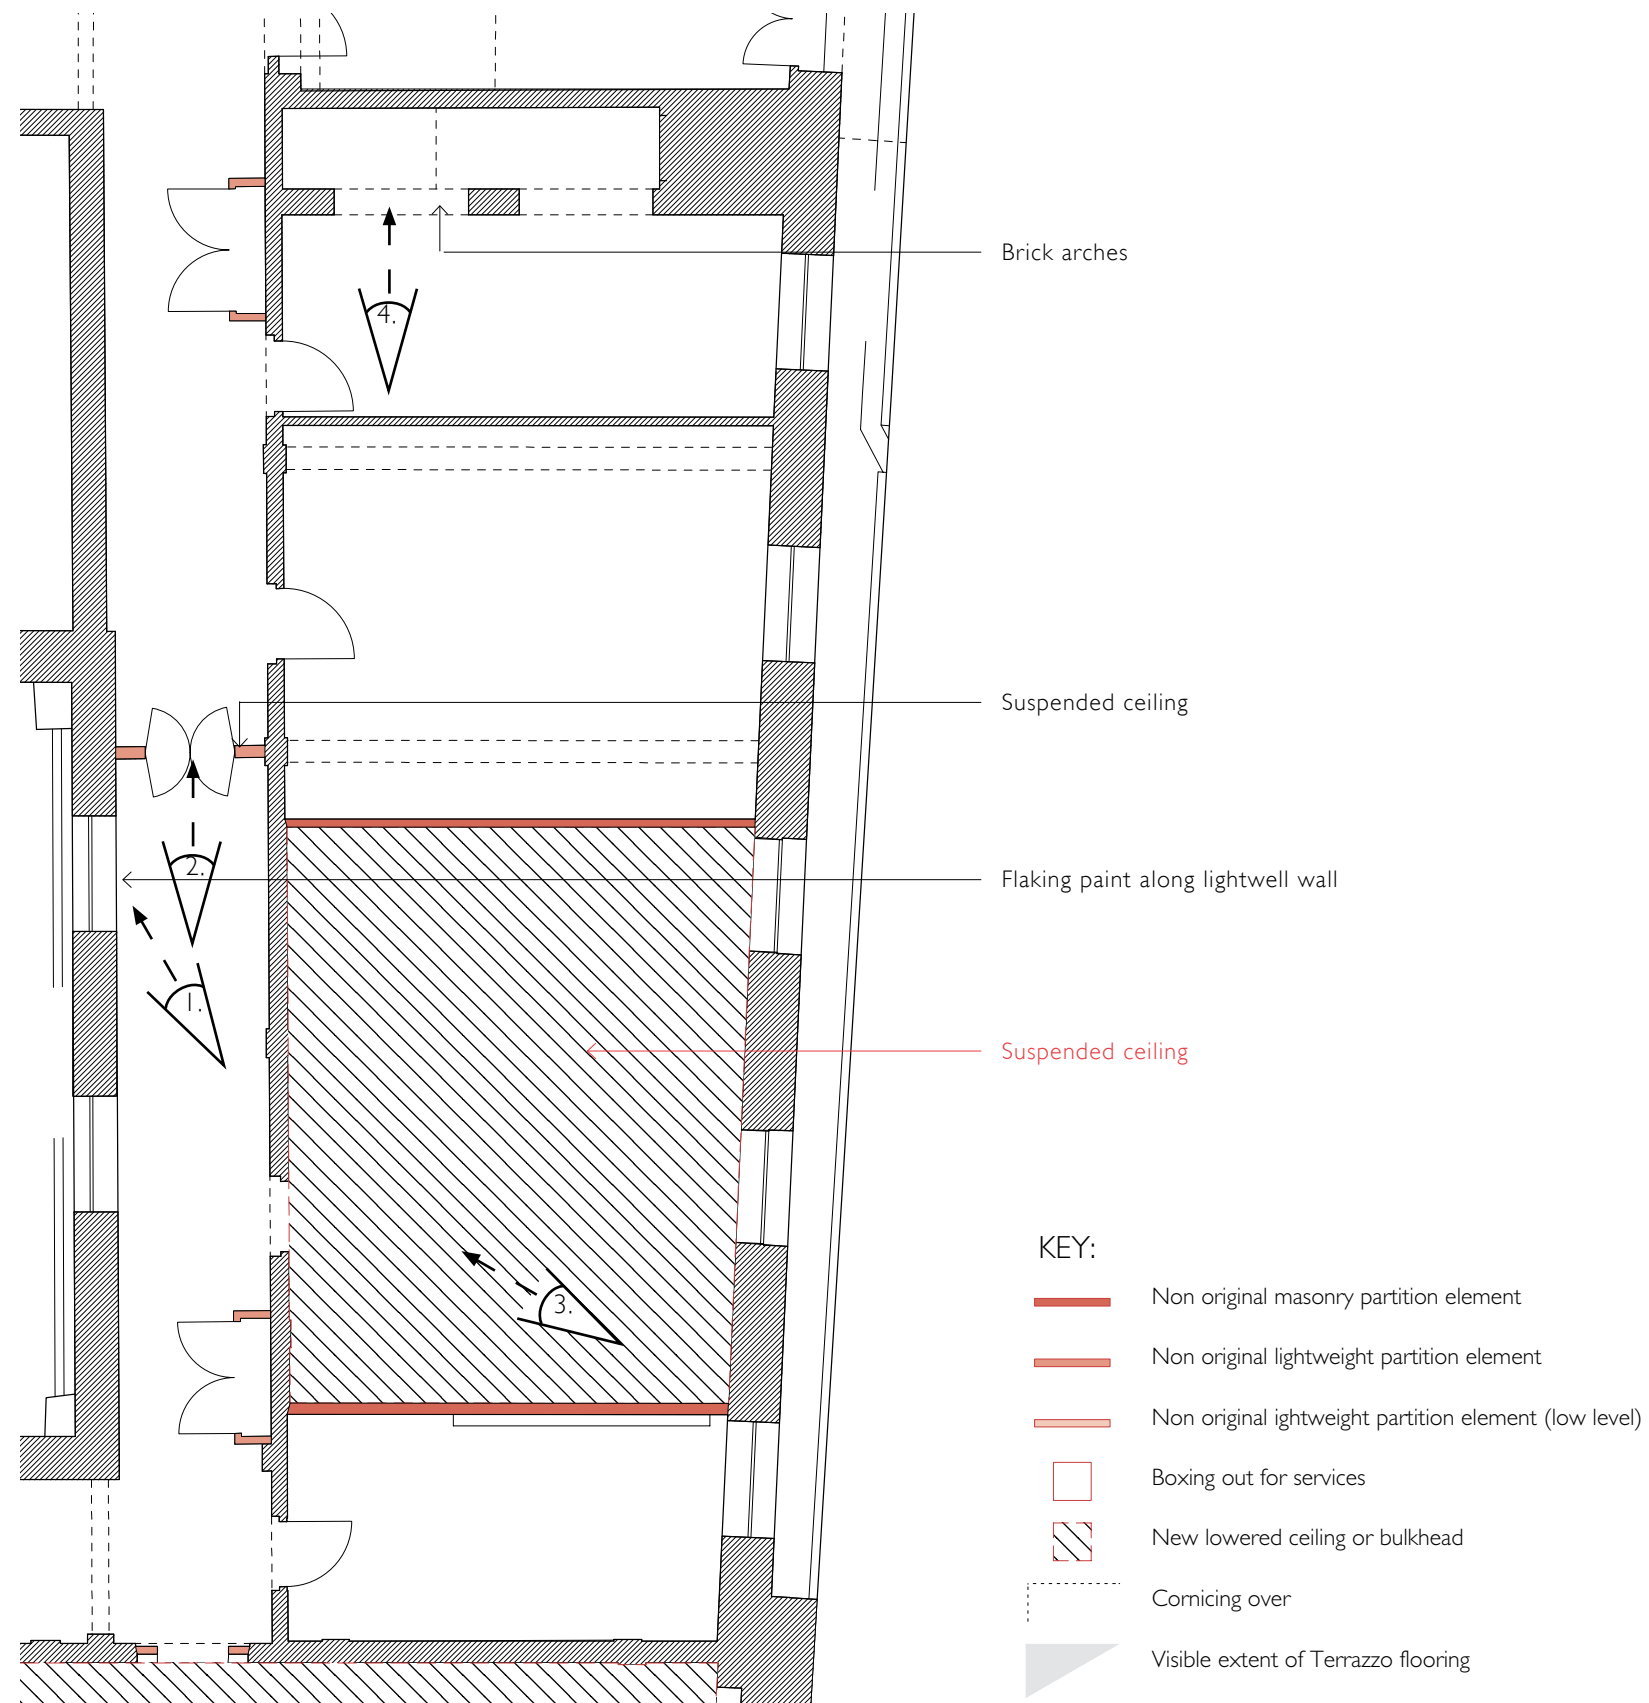 Brick arches
4.
Suspended ceiling
2.
Flaking paint along lightwell wall
1.
Suspended ceiling
3.
KEY:
Non original masonry partition element
Non original lightweight partition element
Non original ightweight partition element (low level)
Boxing out for services
New lowered ceiling or bulkhead
Cornicing over
Visible extent of Terrazzo flooring